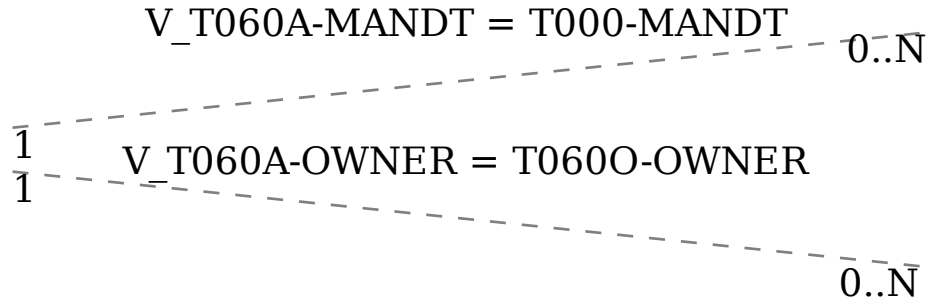 V_T060A-MANDT = T000-MANDT
0..N
1
V_T060A-OWNER = T060O-OWNER
1
0..N